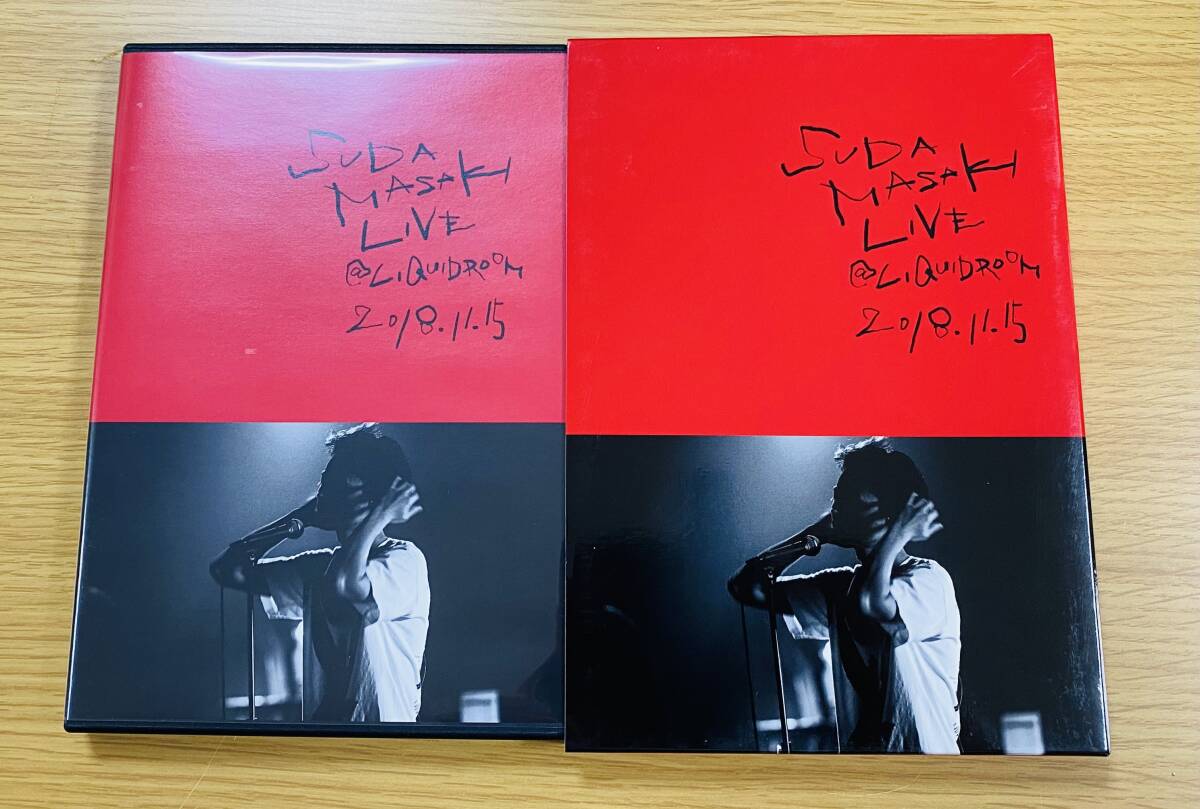 SUDA
MASAKI
LIVE
@LIQUIDROOM
2018.11.15
SUDA
MASAKI
LIVE
@LIQUIDROOM
2018.11.15